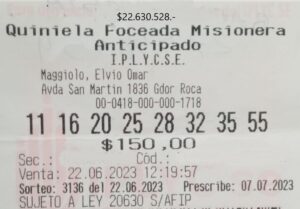 $22.630.528.-
Quiniela Foceada Misionera
Anticipado
I.P.L.Y.C.S.E.
Maggiolo, Elvio Omar
Avda San Martin 1836 Gdor Roca
00-0418-000-000-1718
11 16 20 25 28 32 35 55
$150,00
Sec.: Cód.:
Venta: 22.06.2023 12:19:57
Sorteo: 3136 del 22.06.2023 Prescribe: 07.07.2023
SUJETO A LEY 20630 S/AFIP